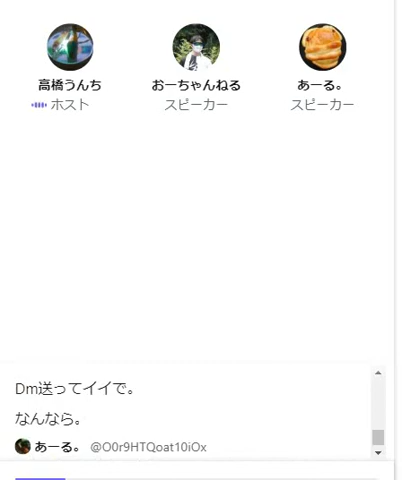 高橋うんち おーちゃんねる あーる。
ホスト スピーカー スピーカー
Dm送ってイイで。
なんなら。
あーる。 @O0r9HTQoat10iOx